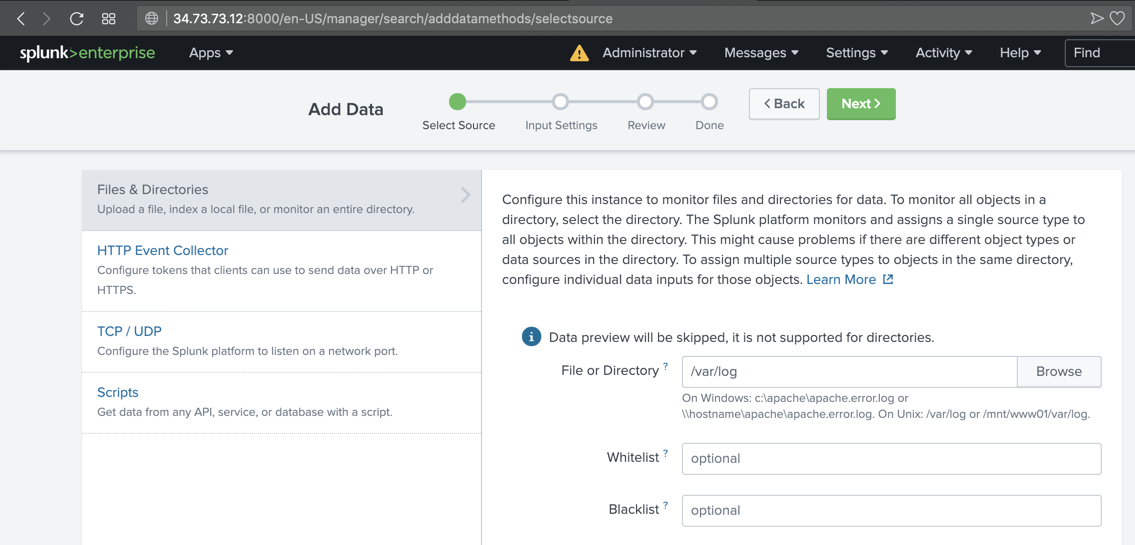 34.73.73.12:8000/en-US/manager/search/adddatamethods/selectsource
splunk>enterprise Apps Administrator Messages Settings Activity Help Find
Add Data
Select Source Input Settings Review Done
< Back Next >
Files & Directories
Upload a file, index a local file, or monitor an entire directory.
HTTP Event Collector
Configure tokens that clients can use to send data over HTTP or
HTTPS.
TCP / UDP
Configure the Splunk platform to listen on a network port.
Scripts
Get data from any API, service, or database with a script.
Configure this instance to monitor files and directories for data. To monitor all objects in a
directory, select the directory. The Splunk platform monitors and assigns a single source type to
all objects within the directory. This might cause problems if there are different object types or
data sources in the directory. To assign multiple source types to objects in the same directory,
configure individual data inputs for those objects. Learn More
Data preview will be skipped, it is not supported for directories.
File or Directory ? /var/log Browse
On Windows: c:\apache\apache.error.log or
\\hostname\apache\apache.error.log. On Unix: /var/log or /mnt/www01/var/log.
Whitelist ? optional
Blacklist ? optional